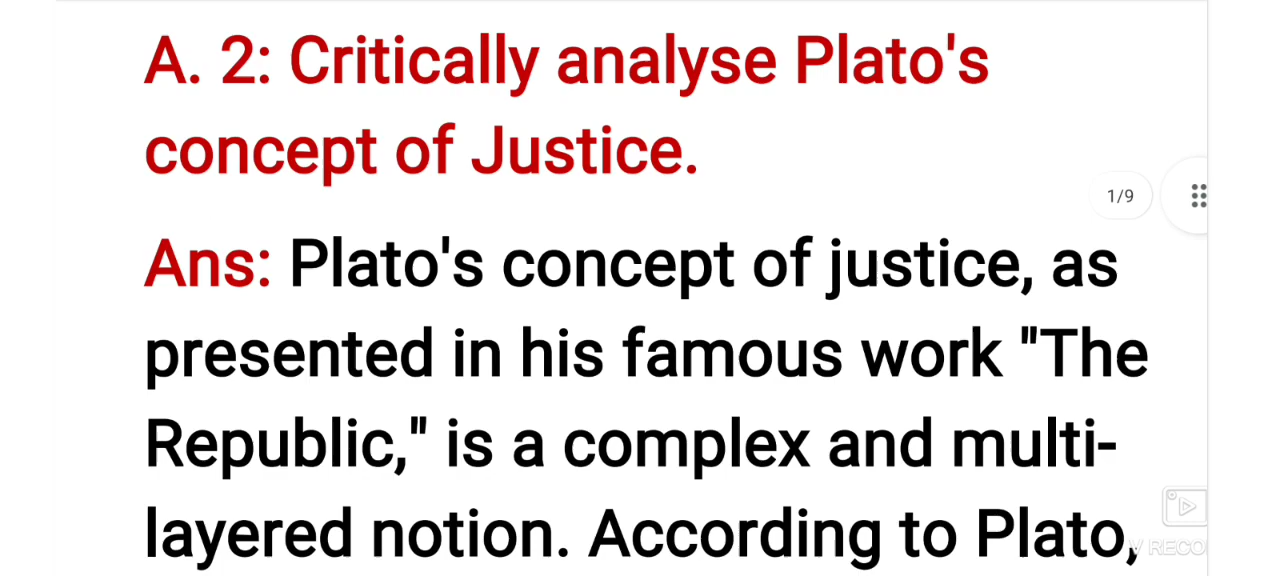 A. 2: Critically analyse Plato's
concept of Justice.
1/9
Ans: Plato's concept of justice, as
presented in his famous work "The
Republic," is a complex and multi-
layered notion. According to Plato,
V RECO